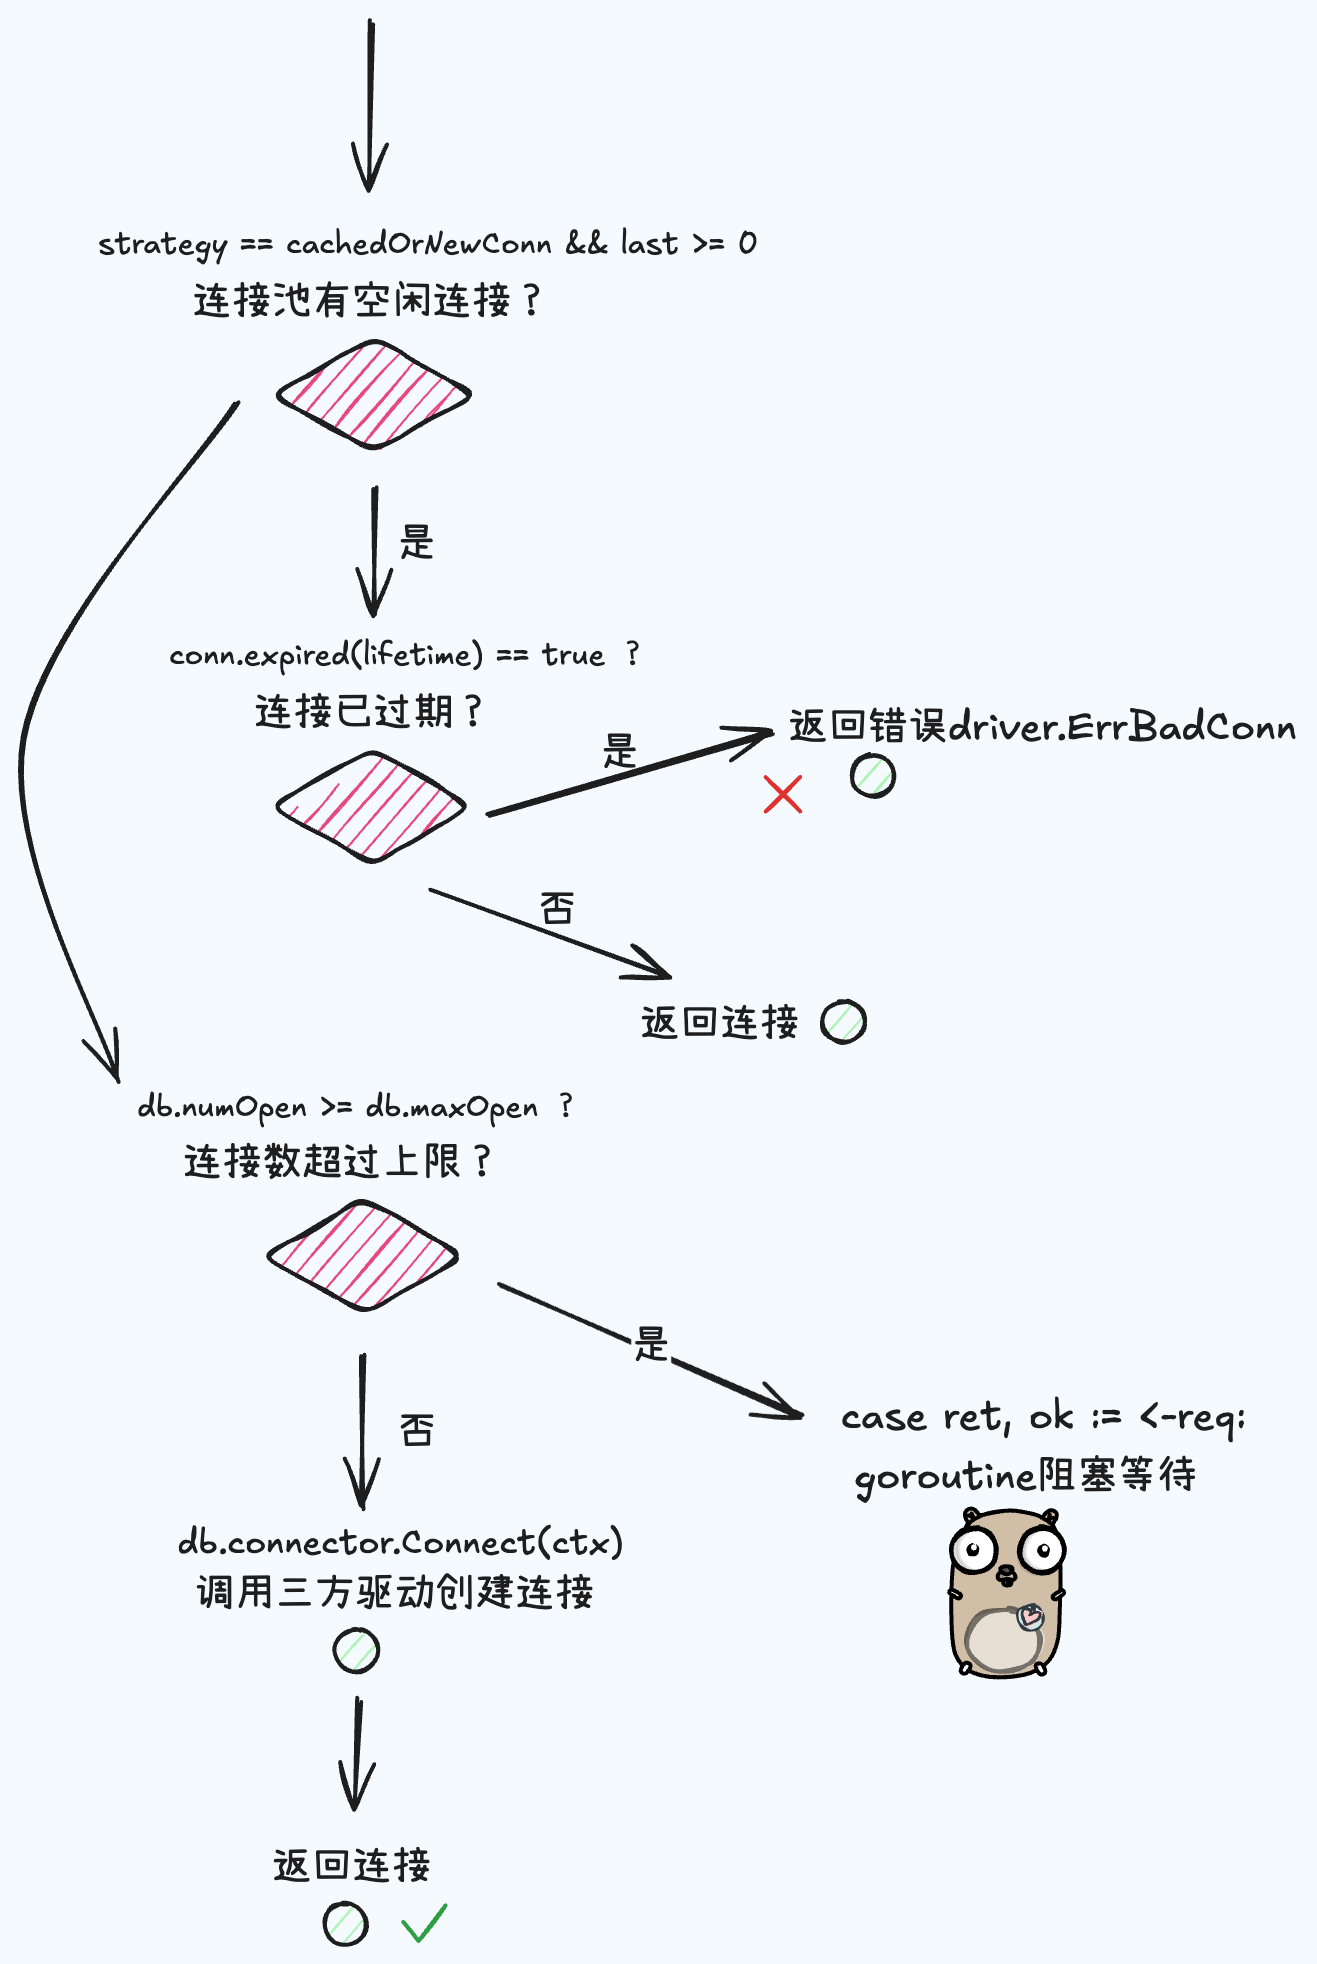 strategy == cachedOrNewConn && last >= 0
连接池有空闲连接？
是
conn.expired(lifetime) == true ?
连接已过期？
是
返回错误driver.ErrBadConn
否
返回连接
db.numOpen >= db.maxOpen ?
连接数超过上限？
是
否
case ret, ok := <-req:
goroutine阻塞等待
db.connector.Connect(ctx)
调用三方驱动创建连接
返回连接